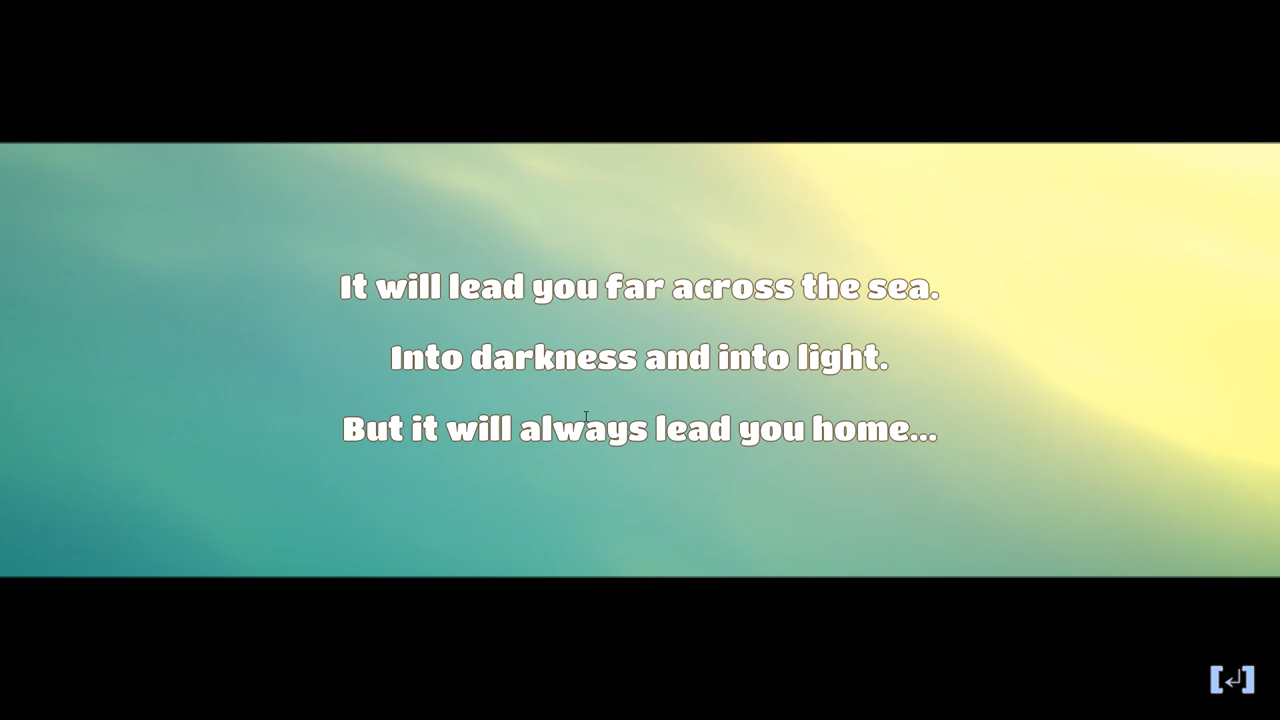 It will lead you far across the sea.
Into darkness and into light.
But it will always lead you home...
[↵]